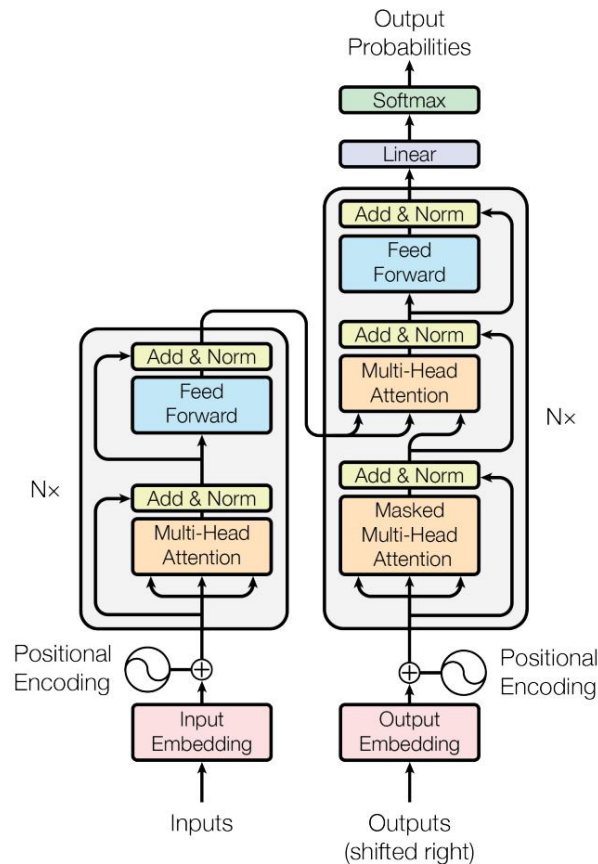 Output
Probabilities
Softmax
Linear
Add & Norm
Feed
Forward
Add & Norm
Multi-Head
Attention
Add & Norm
Masked
Multi-Head
Attention
N×
Add & Norm
Feed
Forward
Add & Norm
Multi-Head
Attention
N×
Positional
Encoding
Positional
Encoding
Input
Embedding
Output
Embedding
Inputs
Outputs
(shifted right)